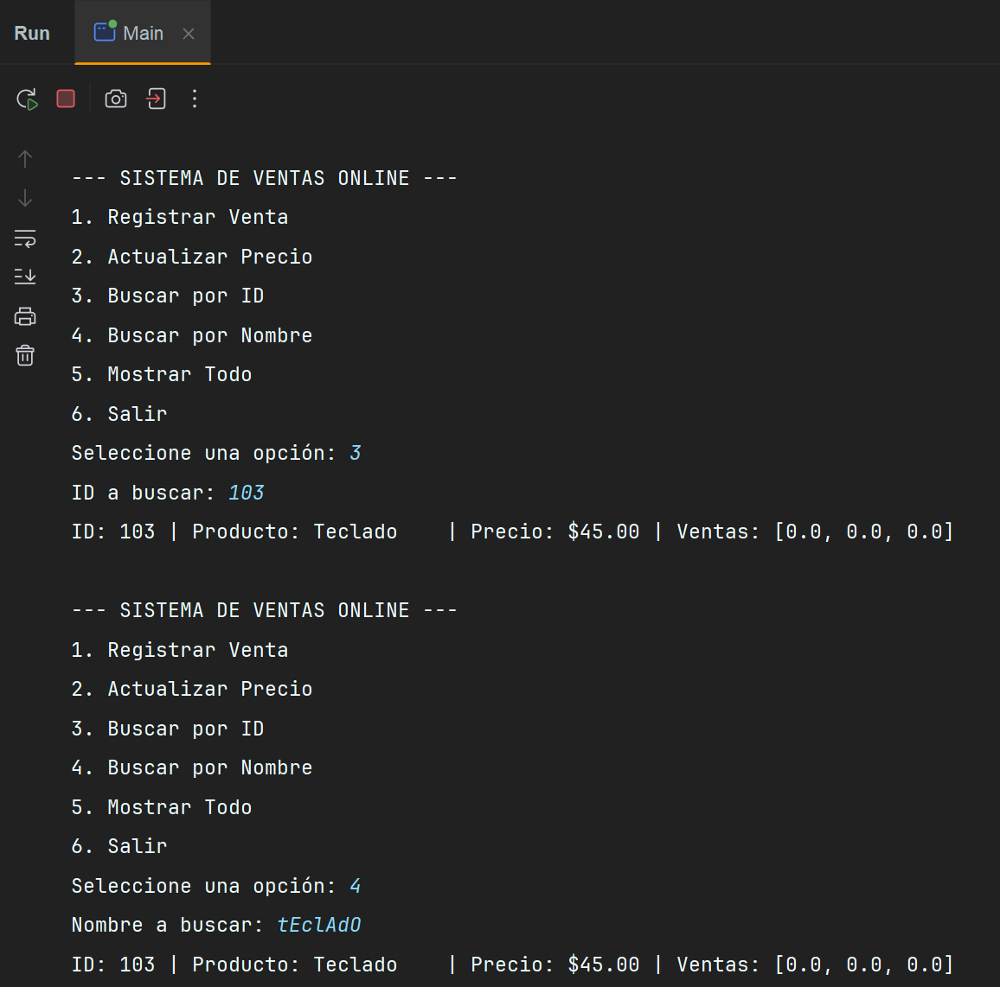 Run Main
--- SISTEMA DE VENTAS ONLINE ---
1. Registrar Venta
2. Actualizar Precio
3. Buscar por ID
4. Buscar por Nombre
5. Mostrar Todo
6. Salir
Seleccione una opción: 3
ID a buscar: 103
ID: 103 | Producto: Teclado    | Precio: $45.00 | Ventas: [0.0, 0.0, 0.0]
--- SISTEMA DE VENTAS ONLINE ---
1. Registrar Venta
2. Actualizar Precio
3. Buscar por ID
4. Buscar por Nombre
5. Mostrar Todo
6. Salir
Seleccione una opción: 4
Nombre a buscar: tEclAdO
ID: 103 | Producto: Teclado    | Precio: $45.00 | Ventas: [0.0, 0.0, 0.0]